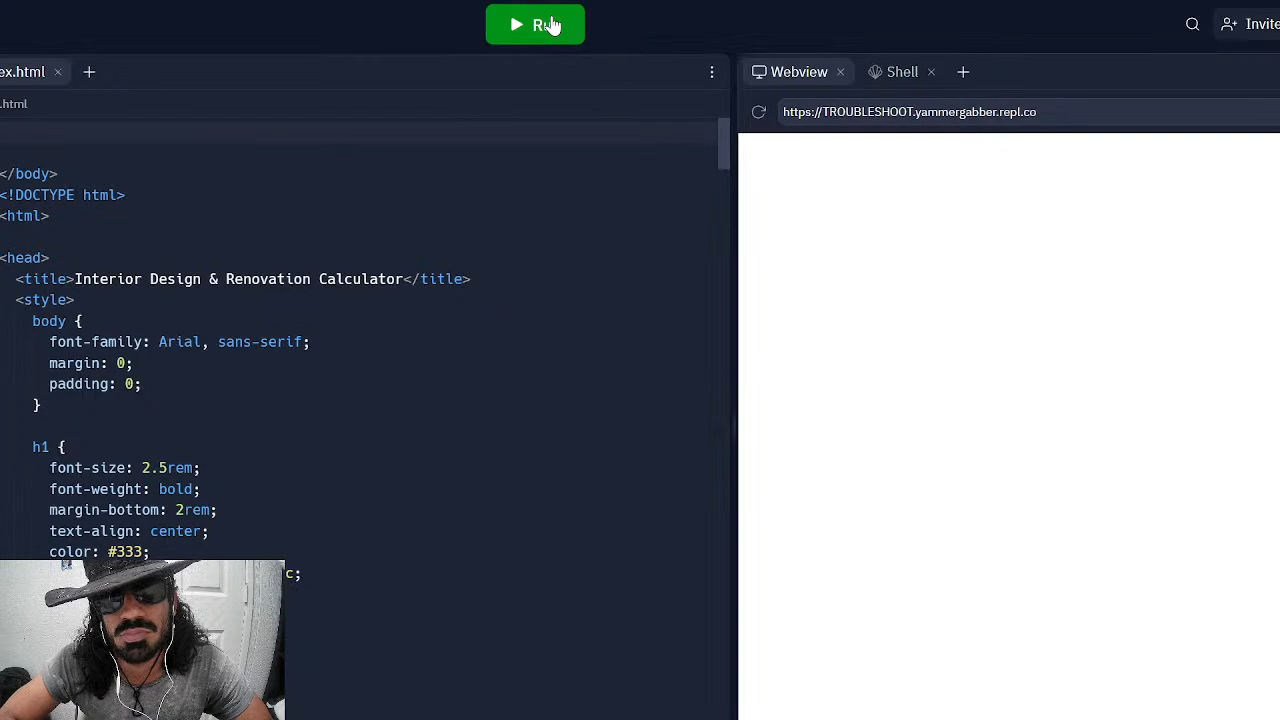 Invite
ex.html
Webview
Shell
.html
https://TROUBLESHOOT.yammergabber.repl.co
</body>
<!DOCTYPE html>
<html>
<head>
<title>Interior Design & Renovation Calculator</title>
<style>
body {
font-family: Arial, sans-serif;
margin: 0;
padding: 0;
}
h1 {
font-size: 2.5rem;
font-weight: bold;
margin-bottom: 2rem;
text-align: center;
color: #333;
c;